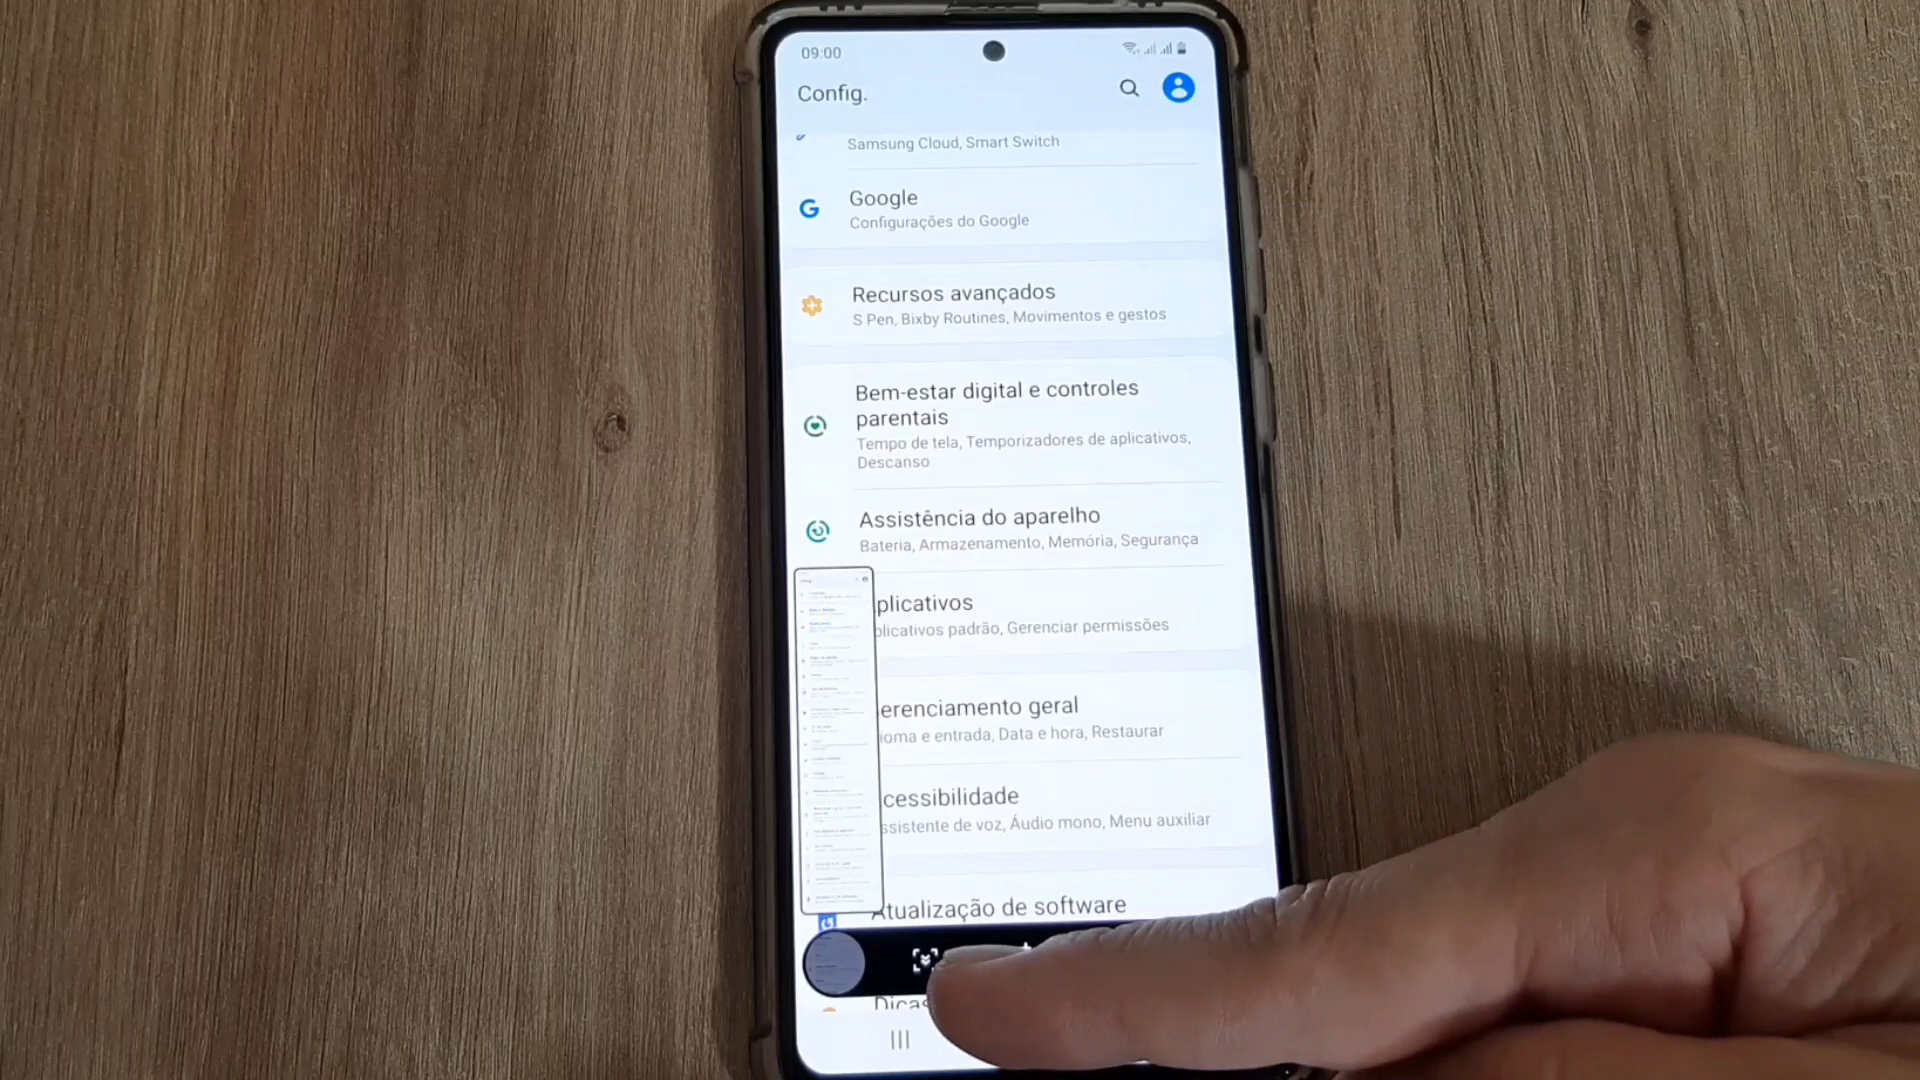 09:00
Config.
Samsung Cloud, Smart Switch
Google
Configurações do Google
Recursos avançados
S Pen, Bixby Routines, Movimentos e gestos
Bem-estar digital e controles
parentais
Tempo de tela, Temporizadores de aplicativos,
Descanso
Assistência do aparelho
Bateria, Armazenamento, Memória, Segurança
plicativos
plicativos padrão, Gerenciar permissões
erenciamento geral
ioma e entrada, Data e hora, Restaurar
cessibilidade
ssistente de voz, Áudio mono, Menu auxiliar
Atualização de software
Dicas